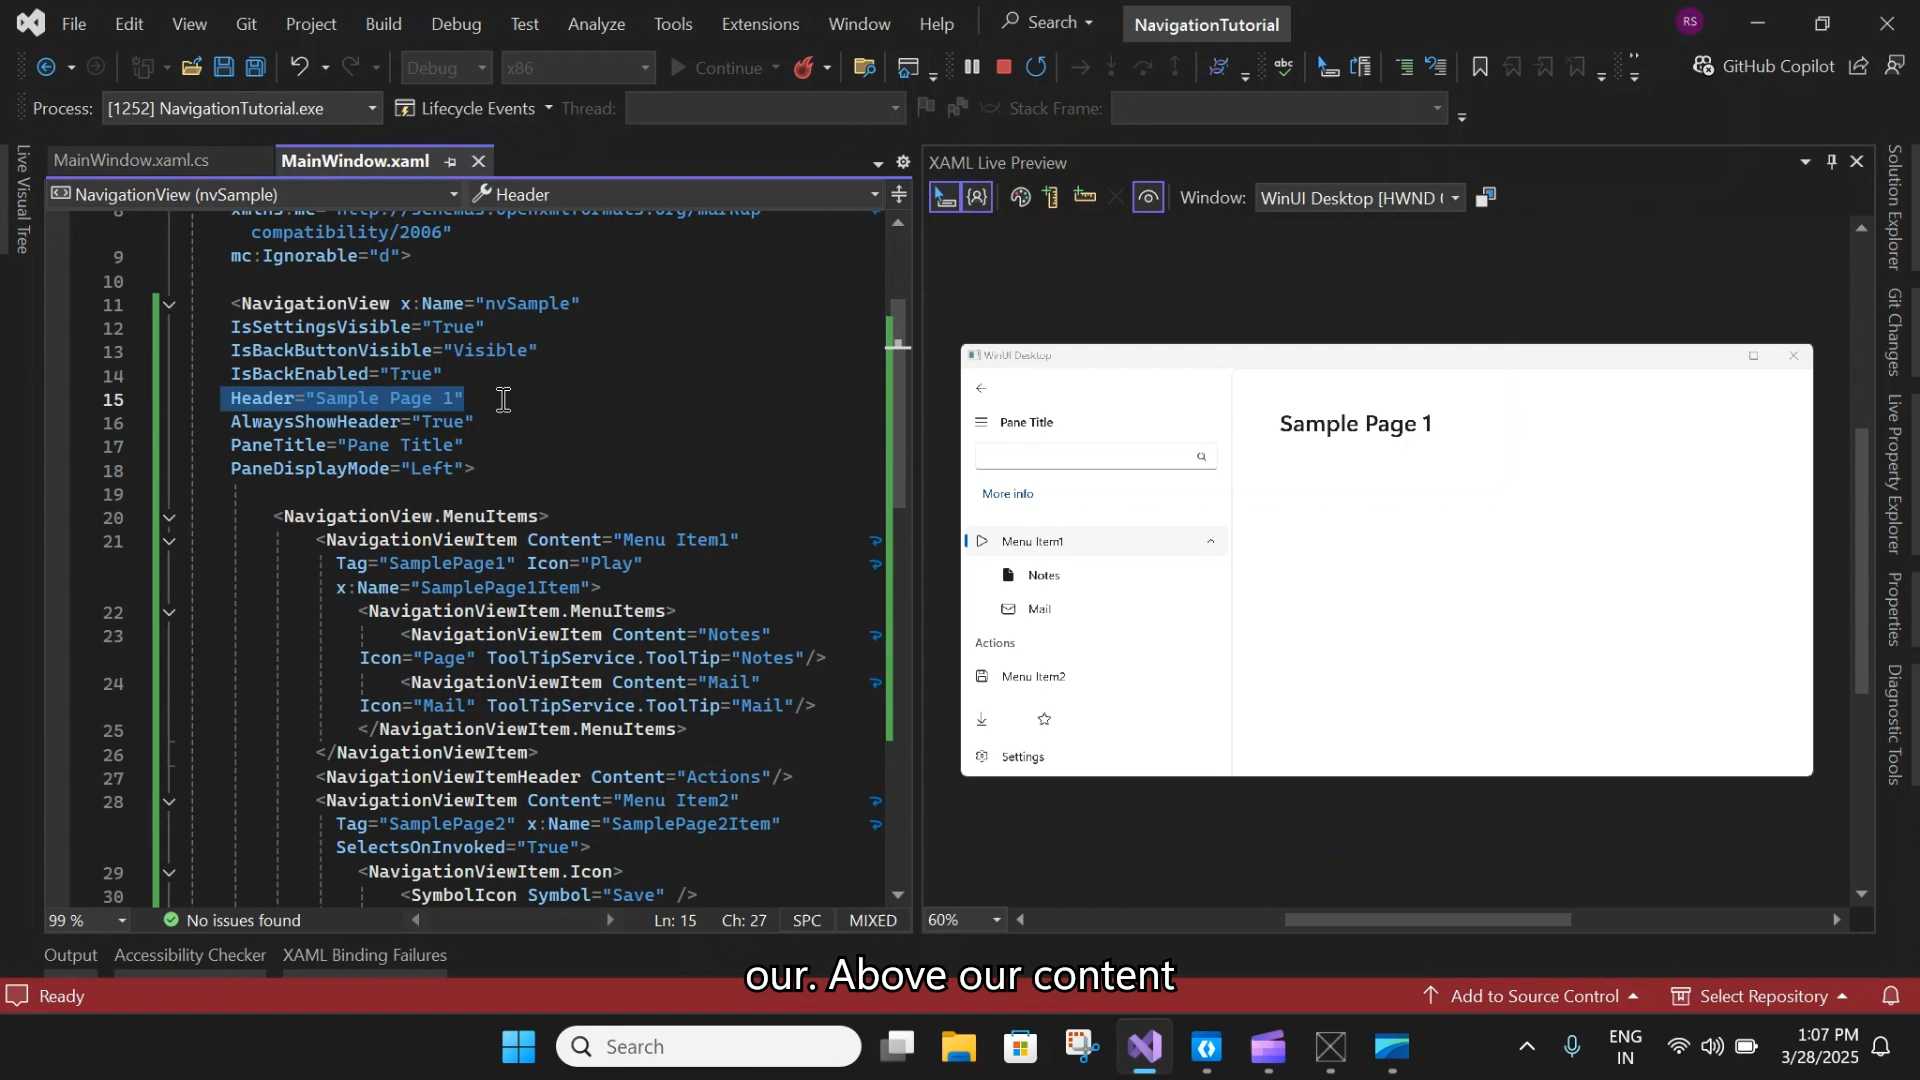 File Edit View Git Project Build Debug Test Analyze Tools Extensions Window Help Search NavigationTutorial RS
Debug x86 Continue GitHub Copilot
Process: [1252] NavigationTutorial.exe Lifecycle Events Thread: Stack Frame:
Live Visual Tree
MainWindow.xaml.cs MainWindow.xaml
NavigationView (nvSample) Header
8
compatibility/2006"
9 mc:Ignorable="d">
10
11 <NavigationView x:Name="nvSample"
12 IsSettingsVisible="True"
13 IsBackButtonVisible="Visible"
14 IsBackEnabled="True"
15 Header="Sample Page 1"
16 AlwaysShowHeader="True"
17 PaneTitle="Pane Title"
18 PaneDisplayMode="Left">
19
20 <NavigationView.MenuItems>
21 <NavigationViewItem Content="Menu Item1"
Tag="SamplePage1" Icon="Play"
x:Name="SamplePage1Item">
22 <NavigationViewItem.MenuItems>
23 <NavigationViewItem Content="Notes"
Icon="Page" ToolTipService.ToolTip="Notes"/>
24 <NavigationViewItem Content="Mail"
Icon="Mail" ToolTipService.ToolTip="Mail"/>
25 </NavigationViewItem.MenuItems>
26 </NavigationViewItem>
27 <NavigationViewItemHeader Content="Actions"/>
28 <NavigationViewItem Content="Menu Item2"
Tag="SamplePage2" x:Name="SamplePage2Item"
SelectsOnInvoked="True">
29 <NavigationViewItem.Icon>
30 <SymbolIcon Symbol="Save" />
99 % No issues found Ln: 15 Ch: 27 SPC MIXED
XAML Live Preview
Window: WinUI Desktop [HWND (
WinUI Desktop
Pane Title
Sample Page 1
More info
Menu Item1
Notes
Mail
Actions
Menu Item2
Settings
60%
Solution Explorer
Git Changes
Live Property Explorer
Properties
Diagnostic Tools
Output Accessibility Checker XAML Binding Failures
our. Above our content
Ready Add to Source Control Select Repository
Search
ENG
IN
1:07 PM
3/28/2025